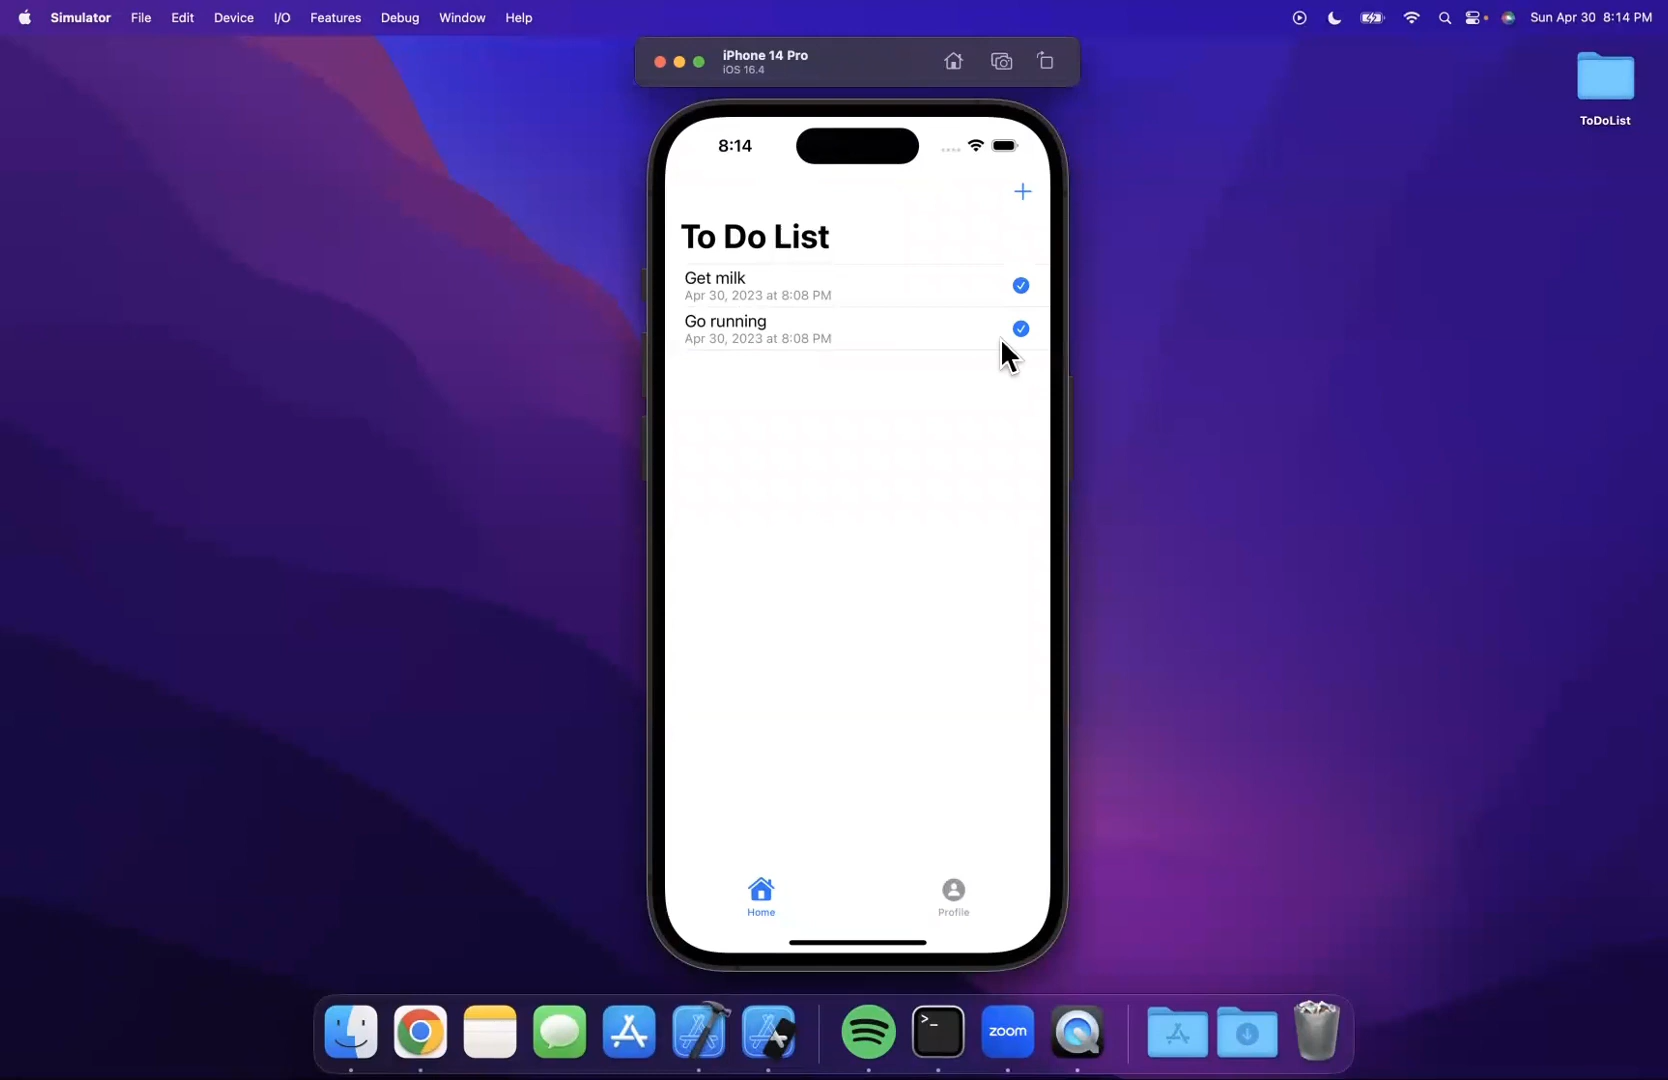 Simulator File Edit Device I/O Features Debug Window Help Sun Apr 30 8:14 PM
iPhone 14 Pro
iOS 16.4
ToDoList
8:14
To Do List
Get milk
Apr 30, 2023 at 8:08 PM
Go running
Apr 30, 2023 at 8:08 PM
Home Profile
>_
zoom